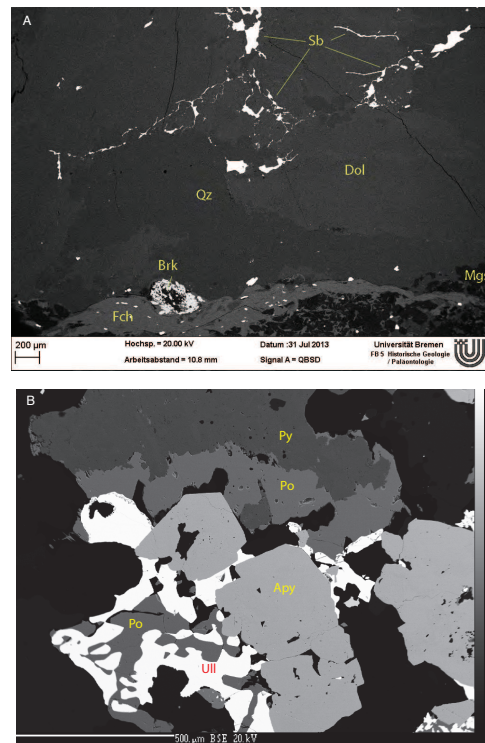 A
Sb
Dol
Qz
Brk
Mgs
Fch
200 µm
Hochsp. = 20.00 kV
Datum :31 Jul 2013
Universität Bremen
Arbeitsabstand = 10.8 mm
Signal A = QBSD
FB 5 Historische Geologie
/ Paläontologie
B
Py
Po
Apy
Po
Ull
500.µm BSE 20.kV